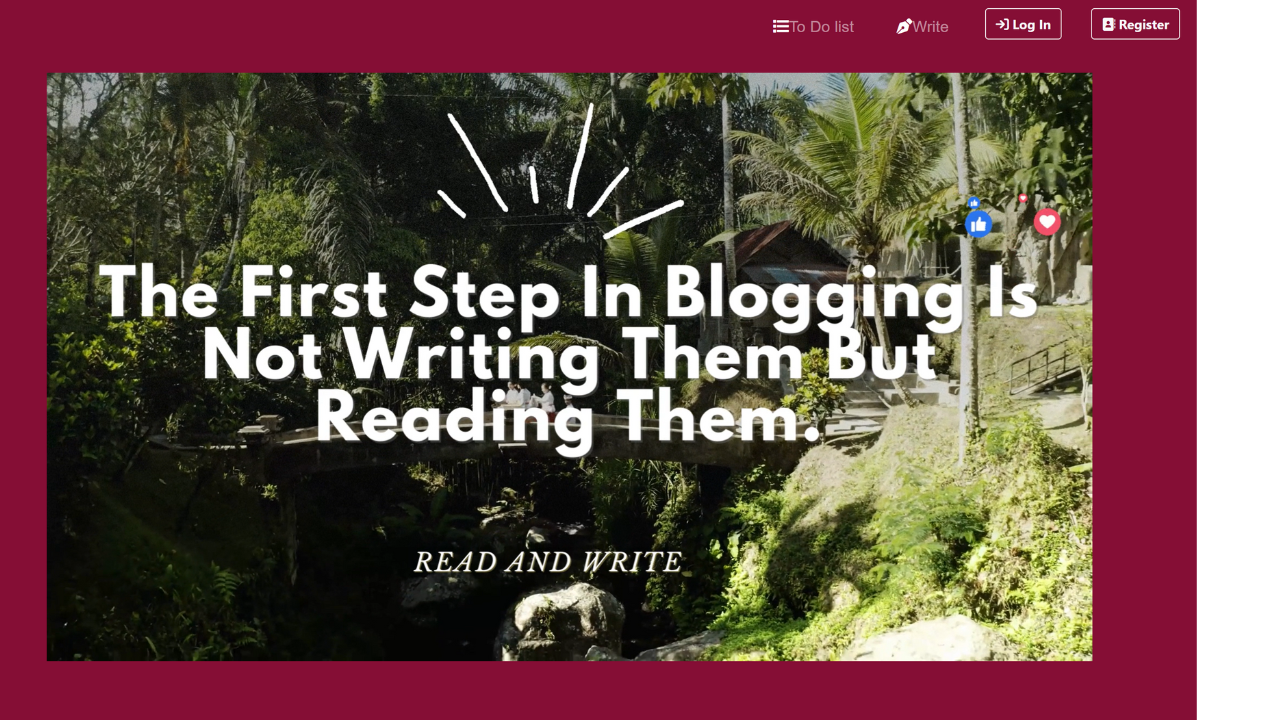 To Do list
Write
Log In
Register
The First Step In Blogging Is
Not Writing Them But
Reading Them.
READ AND WRITE